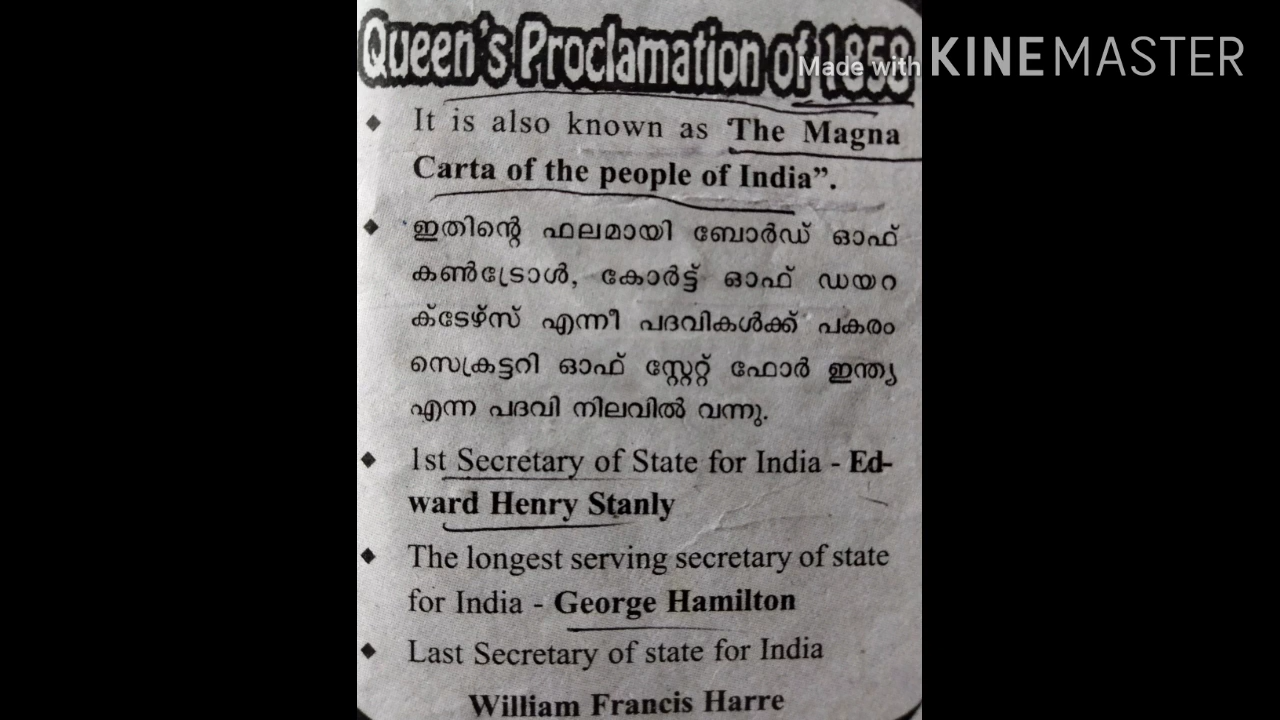 Queen's Proclamation of 1858
Made with KINEMASTER
◆ It is also known as "The Magna
Carta of the people of India".
◆ ഇതിന്റെ ഫലമായി ബോർഡ് ഓഫ്
കൺട്രോൾ, കോർട്ട് ഓഫ് ഡയറ
ക്ടേഴ്സ് എന്നീ പദവികൾക്ക് പകരം
സെക്രട്ടറി ഓഫ് സ്റ്റേറ്റ് ഫോർ ഇന്ത്യ
എന്ന പദവി നിലവിൽ വന്നു.
◆ 1st Secretary of State for India - Ed-
ward Henry Stanly
◆ The longest serving secretary of state
for India - George Hamilton
◆ Last Secretary of state for India
William Francis Harre